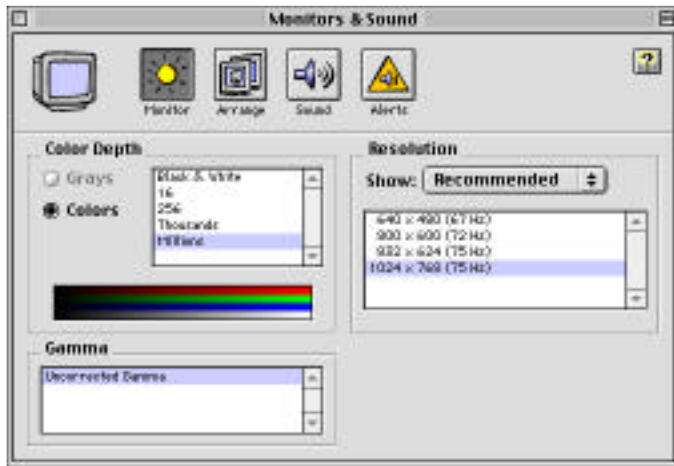 Monitors & Sound
Monitor Arrange Sound Alerts
Color Depth
Grays
Colors
Black & White
16
256
Thousands
Millions
Resolution
Show: Recommended
640 x 480 (67 Hz)
800 x 600 (72 Hz)
832 x 624 (75 Hz)
1024 x 768 (75 Hz)
Gamma
Uncorrected Gamma